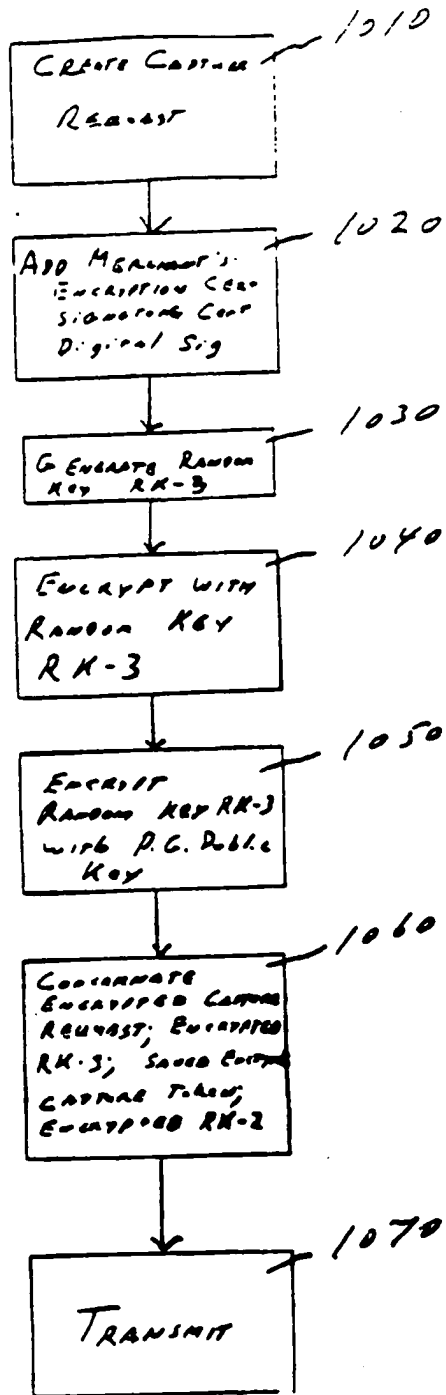 1010
CREATE CAPTURE
REQUEST
1020
ADD MERCHANT'S
ENCRYPTION CERT
SIGNATURE CERT
Digital Sig
1030
GENERATE RANDOM
KEY RK-3
1040
ENCRYPT WITH
RANDOM KEY
RK-3
1050
ENCRYPT
RANDOM KEY RK-3
with P.G. Public
Key
1060
CONCATENATE
ENCRYPTED CAPTURE
REQUEST; ENCRYPTED
RK-3; SAVED
CAPTURE TOKEN;
ENCRYPTED RK-2
1070
TRANSMIT